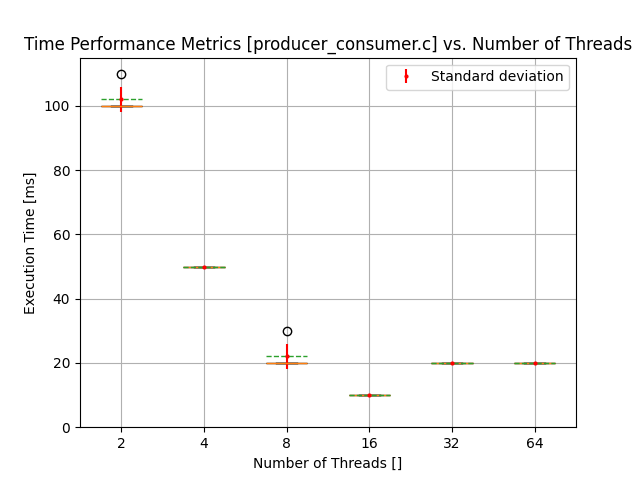 Time Performance Metrics [producer_consumer.c] vs. Number of Threads
Standard deviation
Execution Time [ms]
100
80
60
40
20
0
2 4 8 16 32 64
Number of Threads []